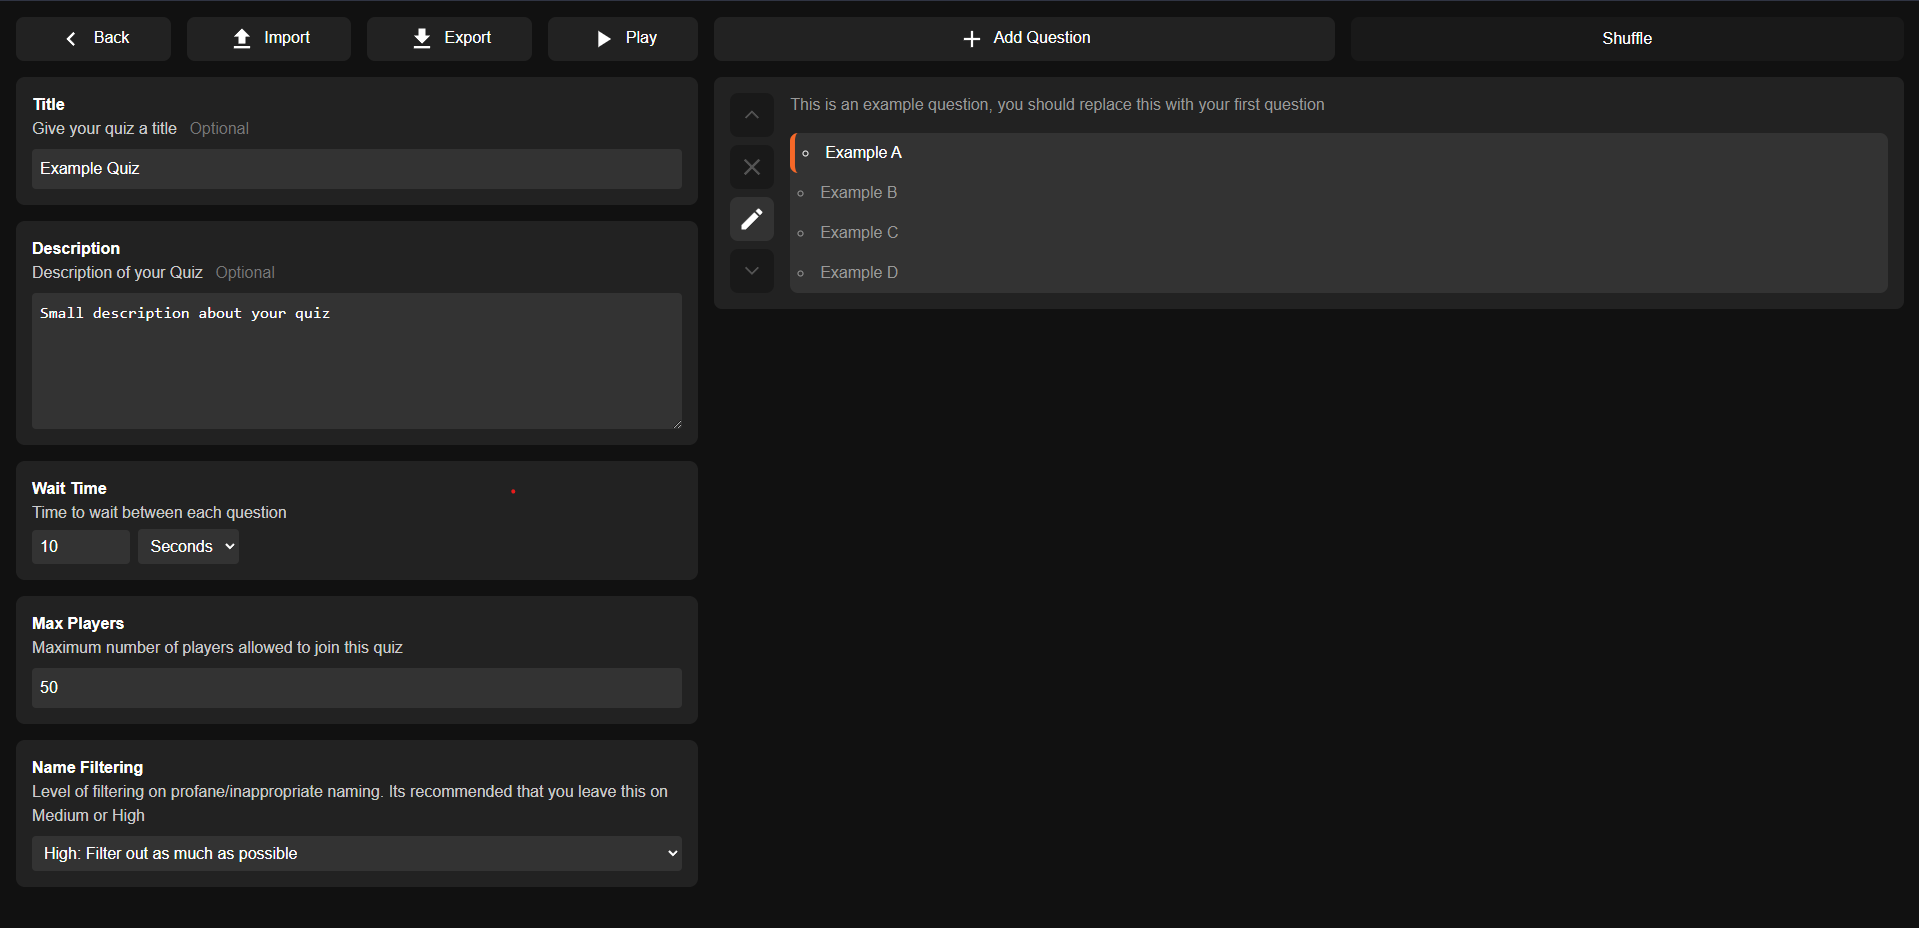 Back
Import
Export
Play
Add Question
Shuffle
Title
Give your quiz a title Optional
Example Quiz
Description
Description of your Quiz Optional
Small description about your quiz
Wait Time
Time to wait between each question
10 Seconds
Max Players
Maximum number of players allowed to join this quiz
50
Name Filtering
Level of filtering on profane/inappropriate naming. Its recommended that you leave this on
Medium or High
High: Filter out as much as possible
This is an example question, you should replace this with your first question
Example A
Example B
Example C
Example D